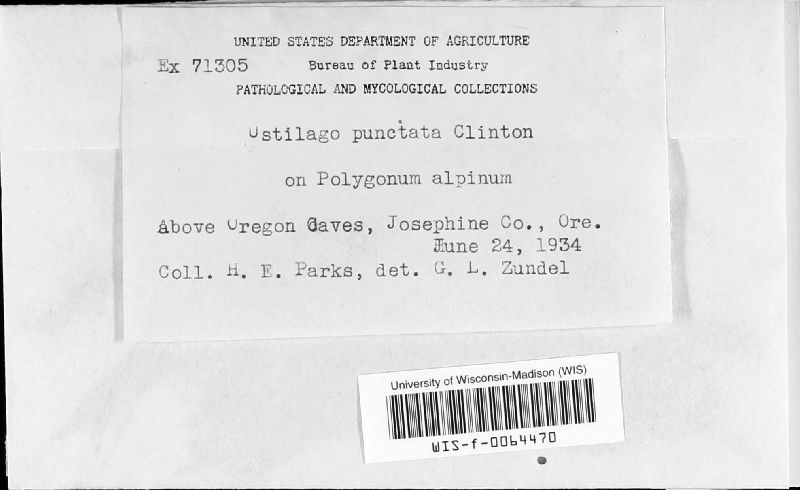 UNITED STATES DEPARTMENT OF AGRICULTURE
Ex 71305 Bureau of Plant Industry
PATHOLOGICAL AND MYCOLOGICAL COLLECTIONS
Ustilago punctata Clinton
on Polygonum alpinum
Above Oregon Caves, Josephine Co., Ore.
June 24, 1934
Coll. H. E. Parks, det. G. L. Zundel
University of Wisconsin-Madison (WIS)
WIS-f-0064470